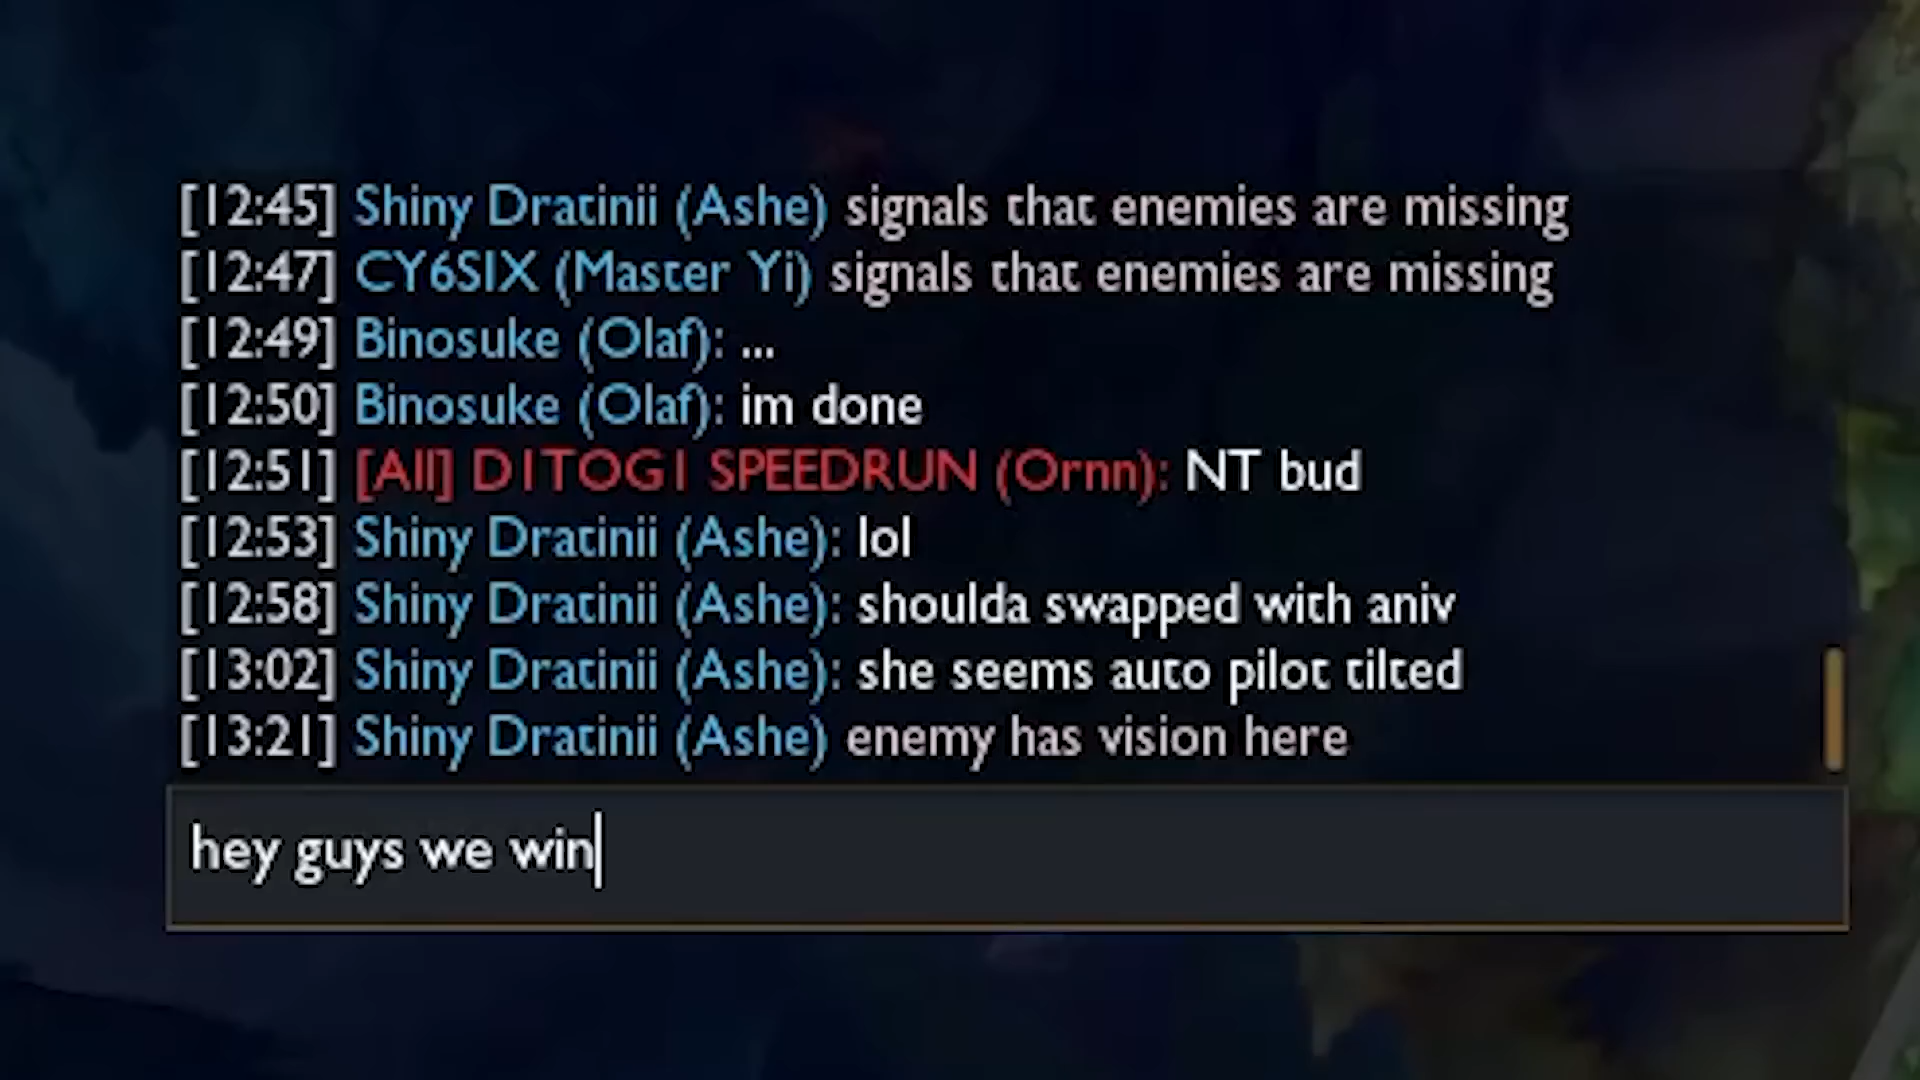 [12:45] Shiny Dratinii (Ashe) signals that enemies are missing
[12:47] CY6SIX (Master Yi) signals that enemies are missing
[12:49] Binosuke (Olaf): ...
[12:50] Binosuke (Olaf): im done
[12:51] [All] D1TOG1 SPEEDRUN (Ornn): NT bud
[12:53] Shiny Dratinii (Ashe): lol
[12:58] Shiny Dratinii (Ashe): shoulda swapped with aniv
[13:02] Shiny Dratinii (Ashe): she seems auto pilot tilted
[13:21] Shiny Dratinii (Ashe) enemy has vision here
hey guys we win